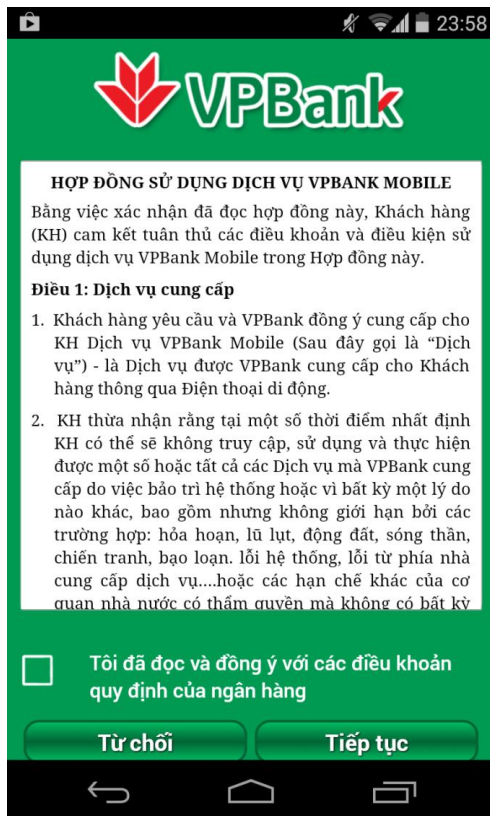 23:58
VPBank
HỢP ĐỒNG SỬ DỤNG DỊCH VỤ VPBANK MOBILE
Bằng việc xác nhận đã đọc hợp đồng này, Khách hàng
(KH) cam kết tuân thủ các điều khoản và điều kiện sử
dụng dịch vụ VPBank Mobile trong Hợp đồng này.
Điều 1: Dịch vụ cung cấp
1. Khách hàng yêu cầu và VPBank đồng ý cung cấp cho
KH Dịch vụ VPBank Mobile (Sau đây gọi là “Dịch
vụ”) - là Dịch vụ được VPBank cung cấp cho Khách
hàng thông qua Điện thoại di động.
2. KH thừa nhận rằng tại một số thời điểm nhất định
KH có thể sẽ không truy cập, sử dụng và thực hiện
được một số hoặc tất cả các Dịch vụ mà VPBank cung
cấp do việc bảo trì hệ thống hoặc vì bất kỳ một lý do
nào khác, bao gồm nhưng không giới hạn bởi các
trường hợp: hỏa hoạn, lũ lụt, động đất, sóng thần,
chiến tranh, bạo loạn. lỗi hệ thống, lỗi từ phía nhà
cung cấp dịch vụ....hoặc các hạn chế khác của cơ
quan nhà nước có thẩm quyền mà không có bất kỳ
Tôi đã đọc và đồng ý với các điều khoản
quy định của ngân hàng
Từ chối
Tiếp tục